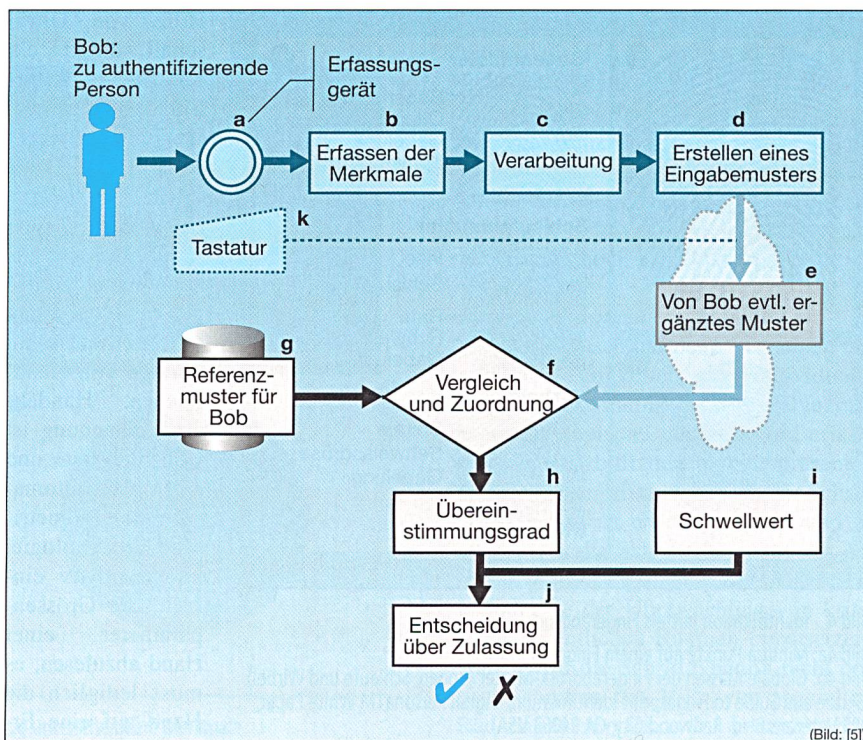 Bob:
zu authentifizierende
Person
Erfassungs-
gerät
a
b
c
d
Erfassen der
Merkmale
Verarbeitung
Erstellen eines
Eingabemusters
k
Tastatur
e
Von Bob evtl. er-
gänztes Muster
g
Referenz-
muster für
Bob
f
Vergleich
und Zuordnung
h
Überein-
stimmungsgrad
i
Schwellwert
j
Entscheidung
über Zulassung
(Bild: [5])